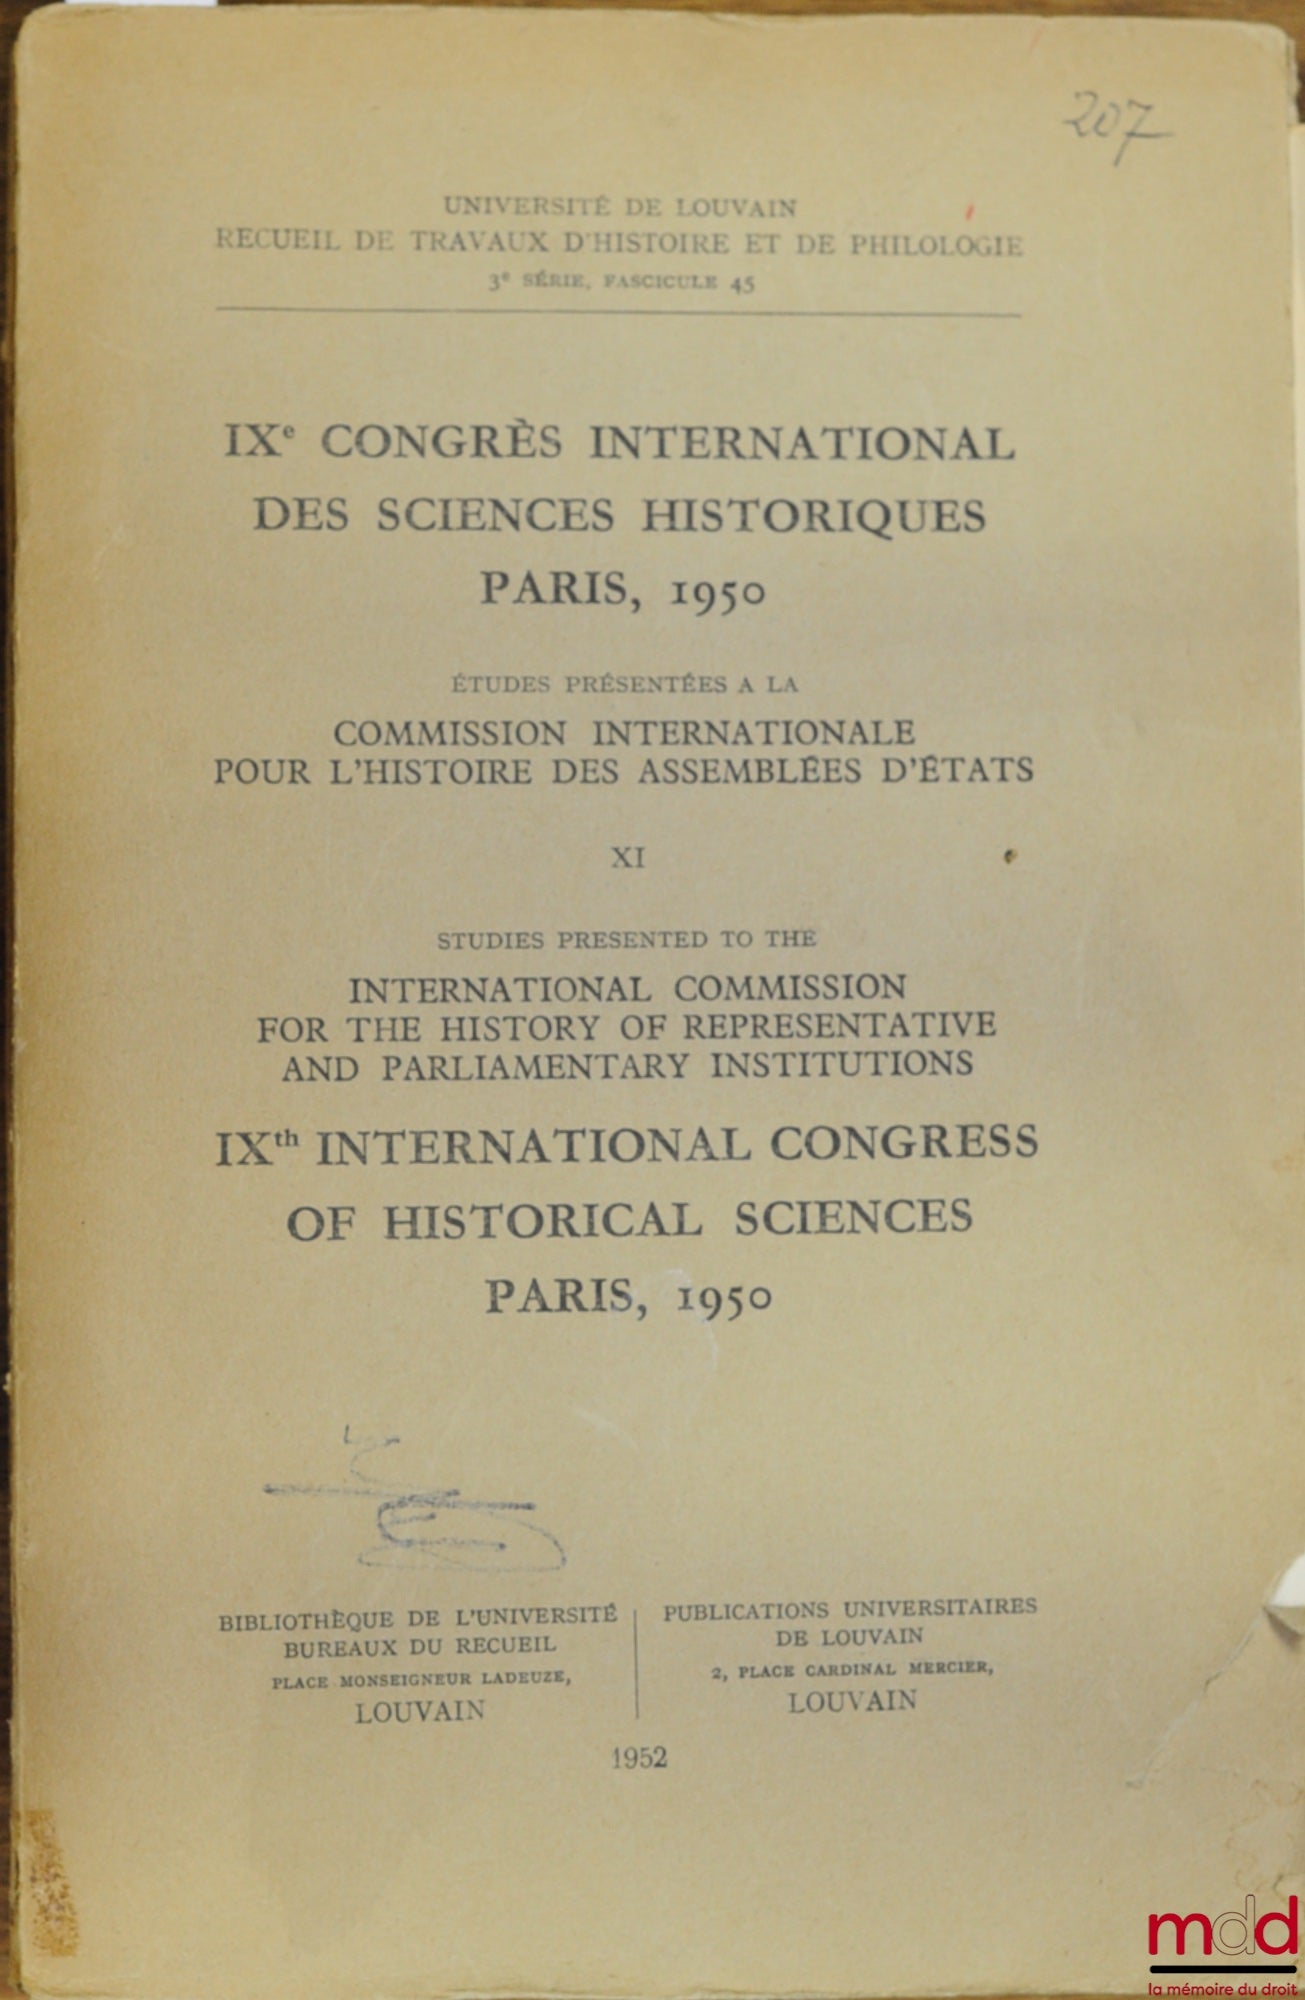 207
UNIVERSITÉ DE LOUVAIN
RECUEIL DE TRAVAUX D'HISTOIRE ET DE PHILOLOGIE
3e SÉRIE, FASCICULE 45
IXe CONGRÈS INTERNATIONAL
DES SCIENCES HISTORIQUES
PARIS, 1950
ÉTUDES PRÉSENTÉES A LA
COMMISSION INTERNATIONALE
POUR L'HISTOIRE DES ASSEMBLÉES D'ÉTATS
XI
STUDIES PRESENTED TO THE
INTERNATIONAL COMMISSION
FOR THE HISTORY OF REPRESENTATIVE
AND PARLIAMENTARY INSTITUTIONS
IXth INTERNATIONAL CONGRESS
OF HISTORICAL SCIENCES
PARIS, 1950
BIBLIOTHÈQUE DE L'UNIVERSITÉ
BUREAUX DU RECUEIL
PLACE MONSEIGNEUR LADEUZE,
LOUVAIN
PUBLICATIONS UNIVERSITAIRES
DE LOUVAIN
2, PLACE CARDINAL MERCIER,
LOUVAIN
1952
mdd
la mémoire du droit